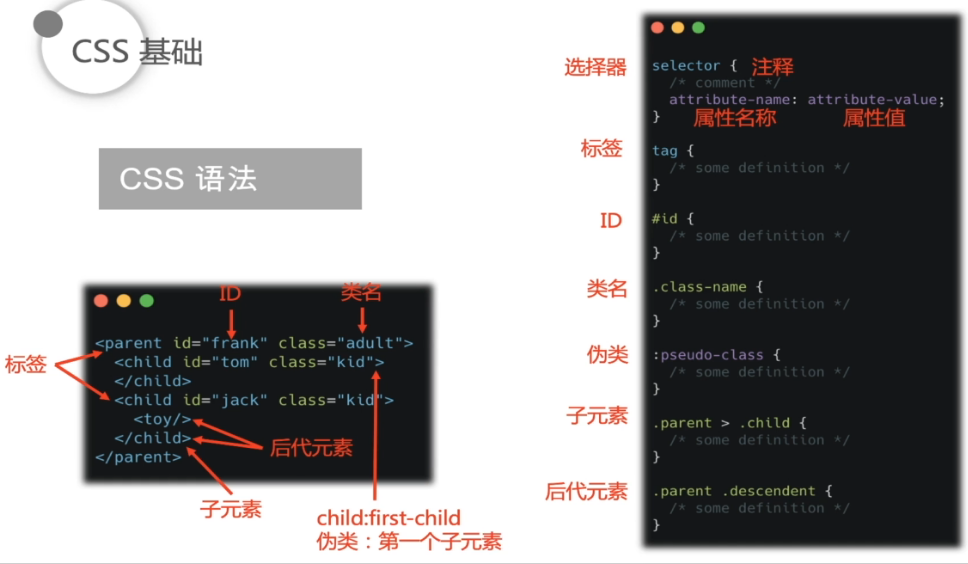 CSS 基础
CSS 语法
ID
类名
<parent id="frank" class="adult">
标签
<child id="tom" class="kid">
</child>
<child id="jack" class="kid">
<toy/>
</child>
后代元素
</parent>
子元素
child:first-child
伪类：第一个子元素
选择器
selector {
注释
/* comment */
attribute-name: attribute-value;
}
属性名称
属性值
标签
tag {
/* some definition */
}
ID
#id {
/* some definition */
}
类名
.class-name {
/* some definition */
}
伪类
:pseudo-class {
/* some definition */
}
子元素
.parent > .child {
/* some definition */
}
后代元素
.parent .descendent {
/* some definition */
}